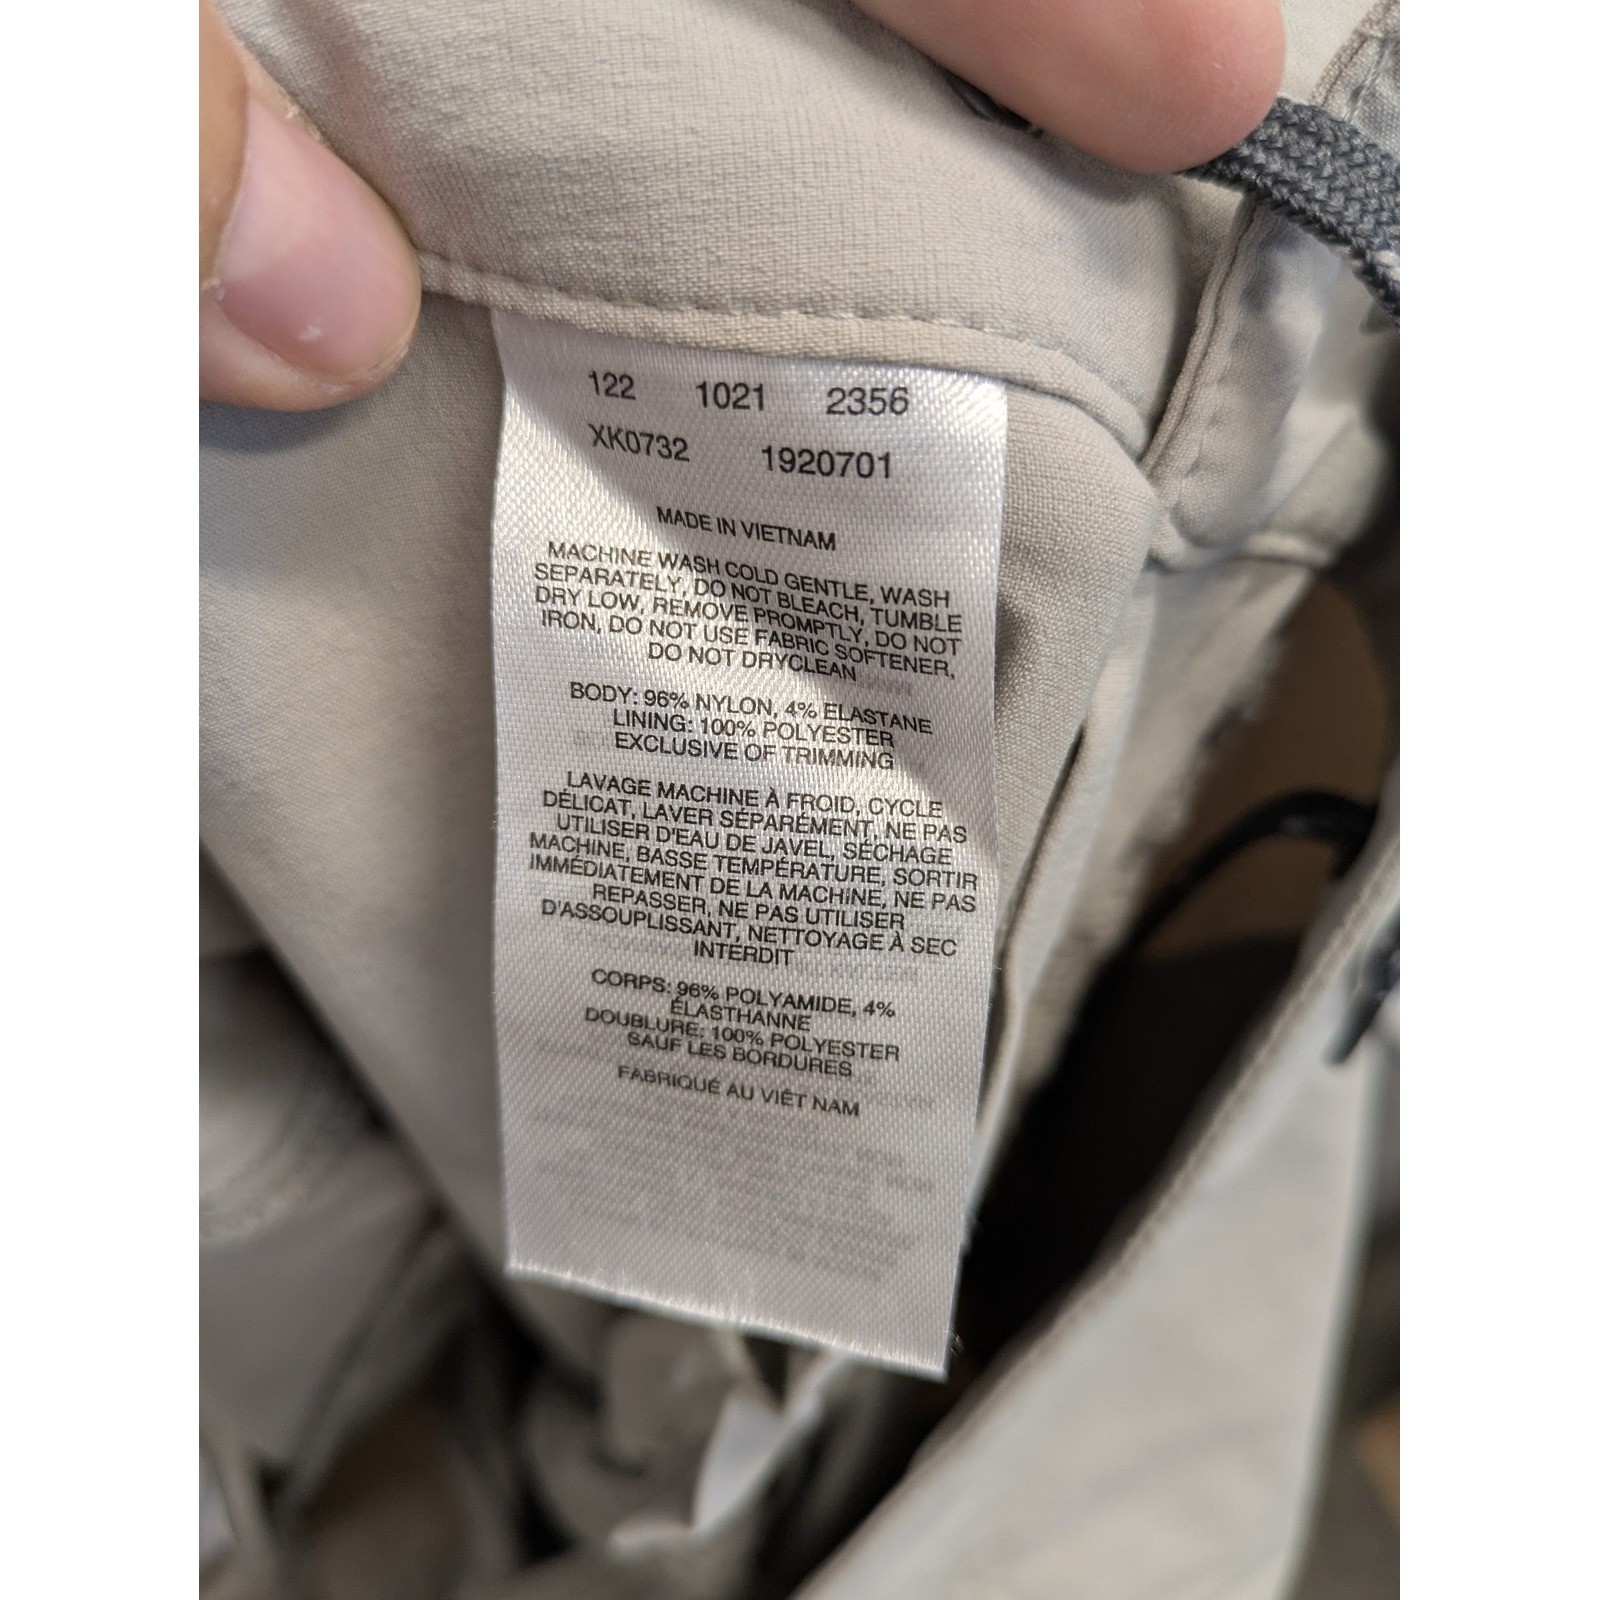 122 1021 2356
XK0732 1920701
MADE IN VIETNAM
MACHINE WASH COLD GENTLE, WASH
SEPARATELY, DO NOT BLEACH, TUMBLE
DRY LOW, REMOVE PROMPTLY, DO NOT
IRON, DO NOT USE FABRIC SOFTENER,
DO NOT DRYCLEAN
BODY: 96% NYLON, 4% ELASTANE
LINING: 100% POLYESTER
EXCLUSIVE OF TRIMMING
LAVAGE MACHINE À FROID, CYCLE
DÉLICAT, LAVER SÉPARÉMENT, NE PAS
UTILISER D'EAU DE JAVEL, SÉCHAGE
MACHINE, BASSE TEMPÉRATURE, SORTIR
IMMÉDIATEMENT DE LA MACHINE, NE PAS
REPASSER, NE PAS UTILISER
D'ASSOUPLISSANT, NETTOYAGE À SEC
INTERDIT
CORPS: 96% POLYAMIDE, 4%
ÉLASTHANNE
DOUBLURE: 100% POLYESTER
SAUF LES BORDURES
FABRIQUÉ AU VIÊT NAM